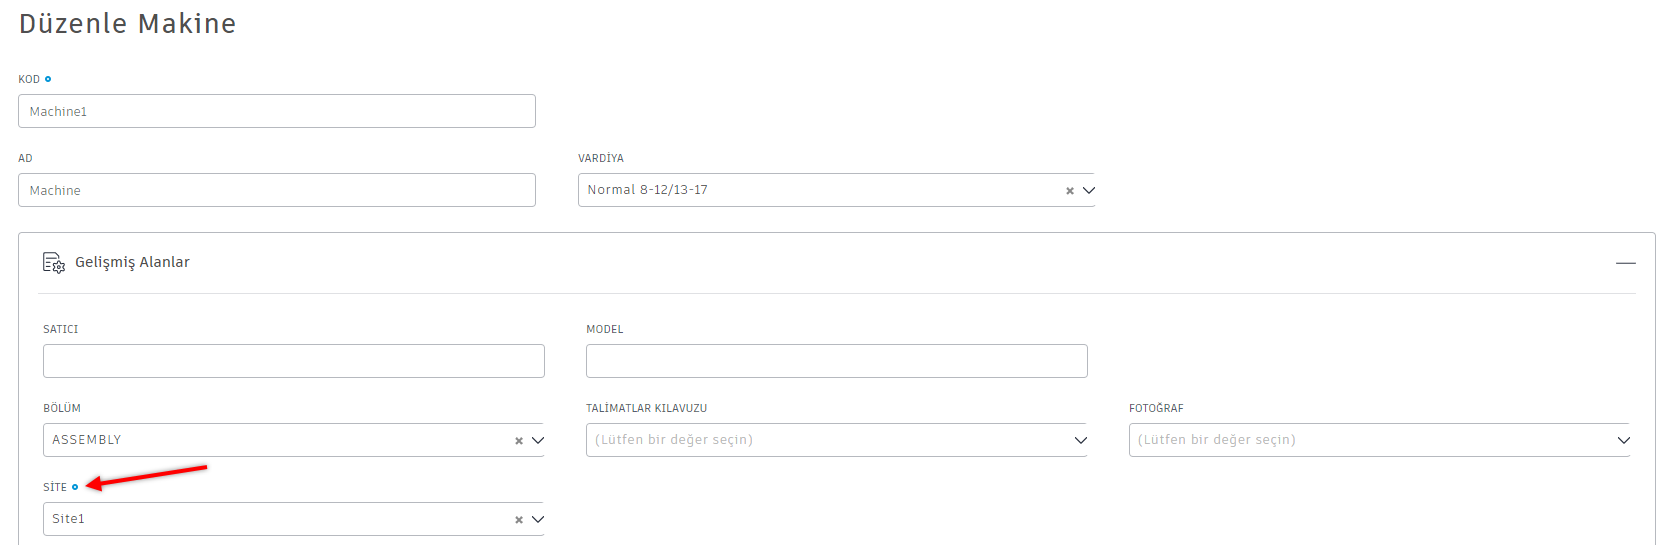 Düzenle Makine
KOD
Machine1
AD
VARDİYA
Machine
Normal 8-12/13-17
Gelişmiş Alanlar
SATICI
MODEL
BÖLÜM
TALİMATLAR KILAVUZU
FOTOĞRAF
ASSEMBLY
(Lütfen bir değer seçin)
(Lütfen bir değer seçin)
SİTE
Site1